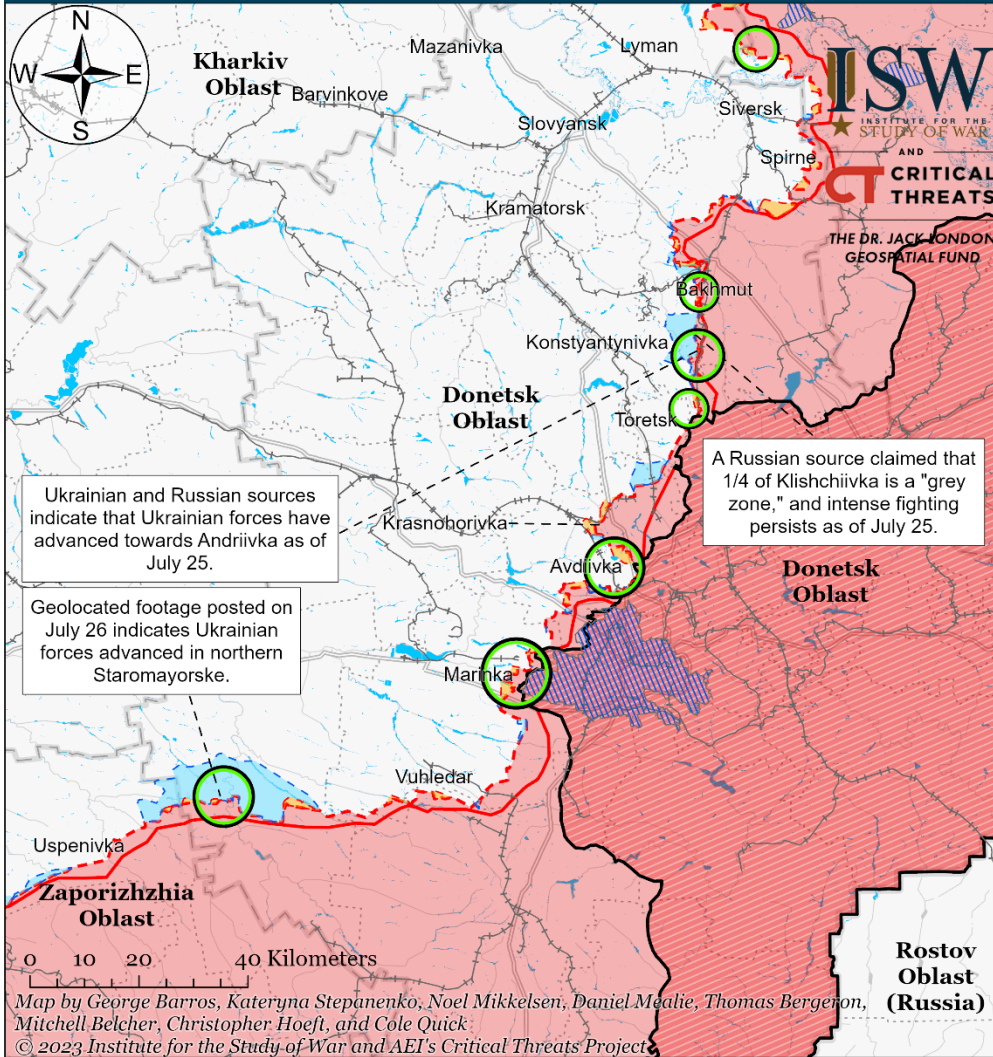 N
W
E
S
Kharkiv
Oblast
Mazanivka
Lyman
Barvinkove
Slovyansk
Siversk
Spirne
Kramatorsk
ISW
INSTITUTE FOR THE
STUDY OF WAR
AND
CT CRITICAL
THREATS
THE DR. JACK LONDON
GEOSPATIAL FUND
Bakhmut
Konstyantynivka
Donetsk
Oblast
Toretsk
Ukrainian and Russian sources
indicate that Ukrainian forces have
advanced towards Andriivka as of
July 25.
Krasnohorivka
A Russian source claimed that
1/4 of Klishchiivka is a "grey
zone," and intense fighting
persists as of July 25.
Avdiivka
Donetsk
Oblast
Geolocated footage posted on
July 26 indicates Ukrainian
forces advanced in northern
Staromayorske.
Marinka
Vuhledar
Uspenivka
Zaporizhzhia
Oblast
0 10 20 40 Kilometers
Rostov
Oblast
(Russia)
Map by George Barros, Kateryna Stepanenko, Noel Mikkelsen, Daniel Mealie, Thomas Bergeron,
Mitchell Belcher, Christopher Hoeft, and Cole Quick
© 2023 Institute for the Study of War and AEI's Critical Threats Project